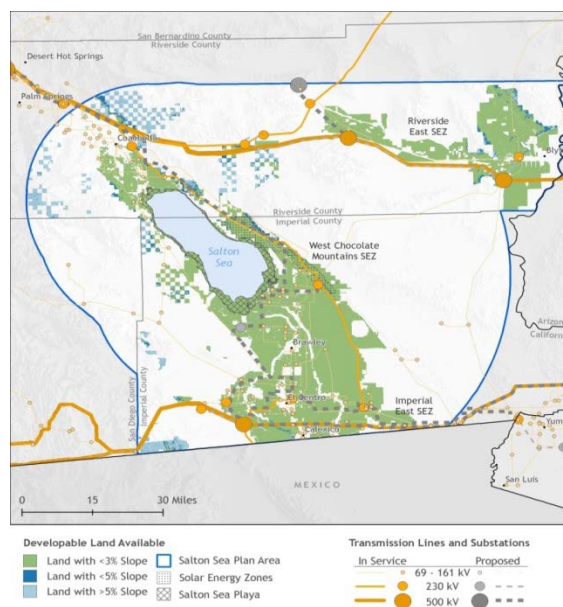 San Bernardino County
Riverside County
Desert Hot Springs
Palm Springs
Coachella
Riverside
East SEZ
Riverside County
Imperial County
Salton
Sea
West Chocolate
Mountains SEZ
Brawley
El Centro
Imperial
East SEZ
Calexico
San Diego County
Imperial County
Arizona
California
San Luis
MEXICO
0 15 30 Miles
Developable Land Available
Land with <3% Slope
Land with <5% Slope
Land with >5% Slope
Salton Sea Plan Area
Solar Energy Zones
Salton Sea Playa
Transmission Lines and Substations
In Service Proposed
69 - 161 kV
230 kV
500 kV